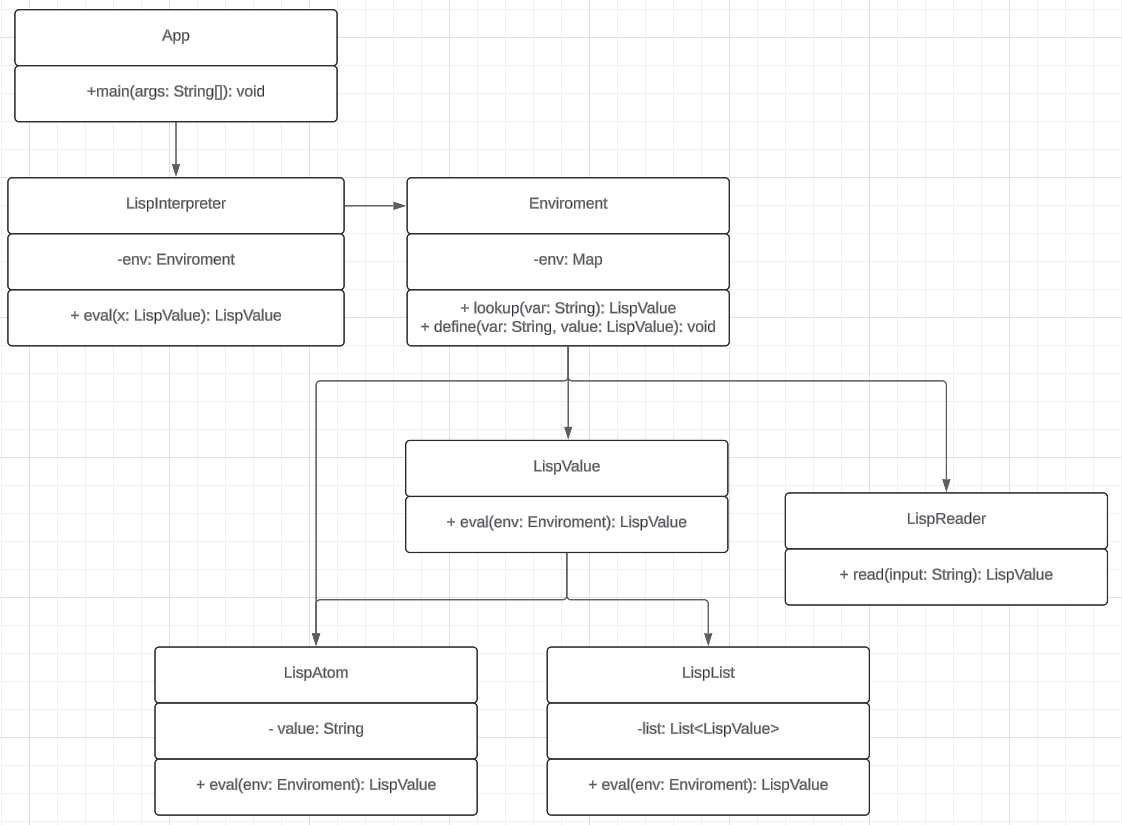 App
+main(args: String[]): void
LispInterpreter
-env: Enviroment
+ eval(x: LispValue): LispValue
Enviroment
-env: Map
+ lookup(var: String): LispValue
+ define(var: String, value: LispValue): void
LispValue
+ eval(env: Enviroment): LispValue
LispReader
+ read(input: String): LispValue
LispAtom
- value: String
+ eval(env: Enviroment): LispValue
LispList
-list: List<LispValue>
+ eval(env: Enviroment): LispValue